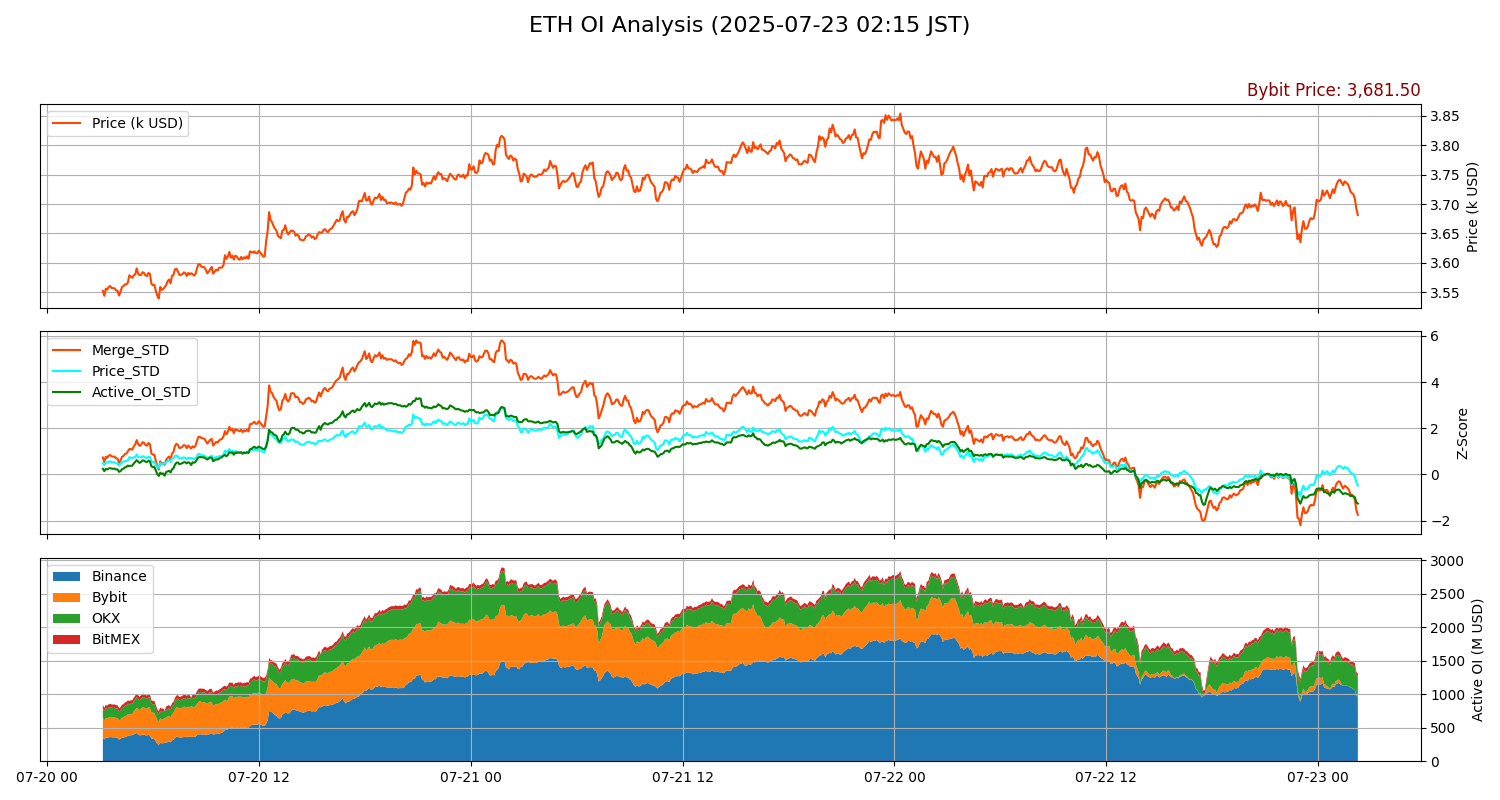 ETH OI Analysis (2025-07-23 02:15 JST)
Bybit Price: 3,681.50
Price (k USD)
3.85
3.80
3.75
3.70
3.65
3.60
3.55
Price (k USD)
Merge_STD
Price_STD
Active_OI_STD
6
4
2
0
−2
Z-Score
Binance
Bybit
OKX
BitMEX
3000
2500
2000
1500
1000
500
0
Active OI (M USD)
07-20 00
07-20 12
07-21 00
07-21 12
07-22 00
07-22 12
07-23 00